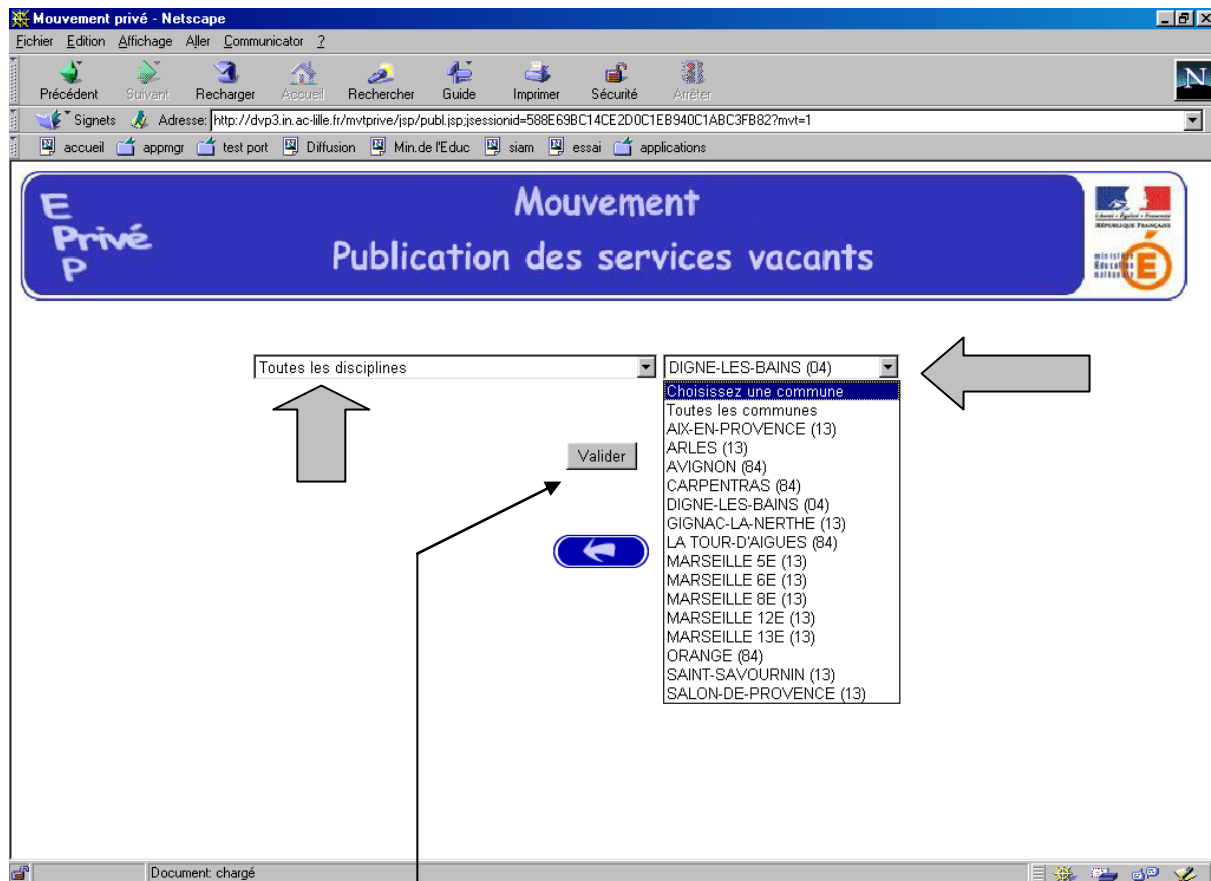 Mouvement privé - Netscape
Fichier Edition Affichage Aller Communicator ?
Précédent Suivant Recharger Accueil Rechercher Guide Imprimer Sécurité Arrêter
N
Signets Adresse: http://dvp3.in.ac-lille.fr/mvtprive/jsp/publ.jsp;jsessionid=588E69BC14CE2D0C1EB940C1ABC3FB82?mvt=1
accueil appmgr test port Diffusion Min.de l'Educ siam essai applications
E
Privé
P
Mouvement
Publication des services vacants
Liberté • Égalité • Fraternité
RÉPUBLIQUE FRANÇAISE
É
Toutes les disciplines
DIGNE-LES-BAINS (04)
Choisissez une commune
Toutes les communes
AIX-EN-PROVENCE (13)
ARLES (13)
AVIGNON (84)
CARPENTRAS (84)
DIGNE-LES-BAINS (04)
GIGNAC-LA-NERTHE (13)
LA TOUR-D'AIGUES (84)
MARSEILLE 5E (13)
MARSEILLE 6E (13)
MARSEILLE 8E (13)
MARSEILLE 12E (13)
MARSEILLE 13E (13)
ORANGE (84)
SAINT-SAVOURNIN (13)
SALON-DE-PROVENCE (13)
Valider
Document: chargé